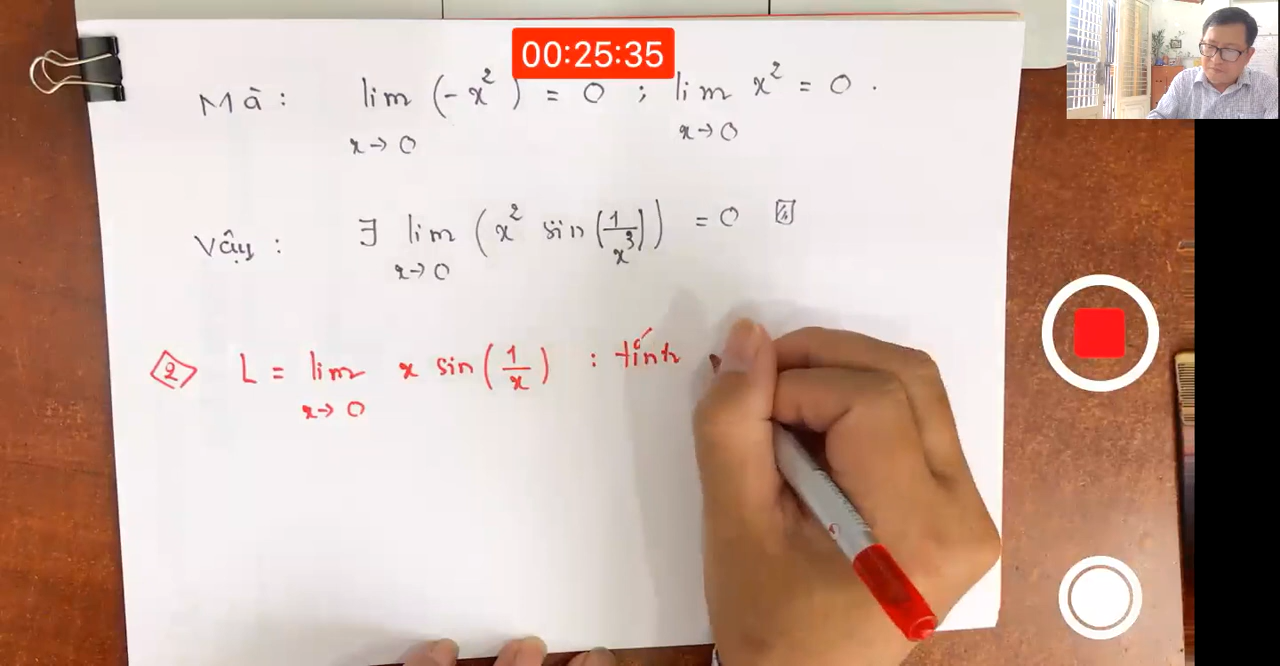 00:25:35
Mà : lim (-x²) = 0 ; lim x² = 0 .
x→0 x→0
Vậy : ∃ lim (x² sin(1/x³)) = 0
x→0
2 L = lim x sin(1/x) : tính
x→0